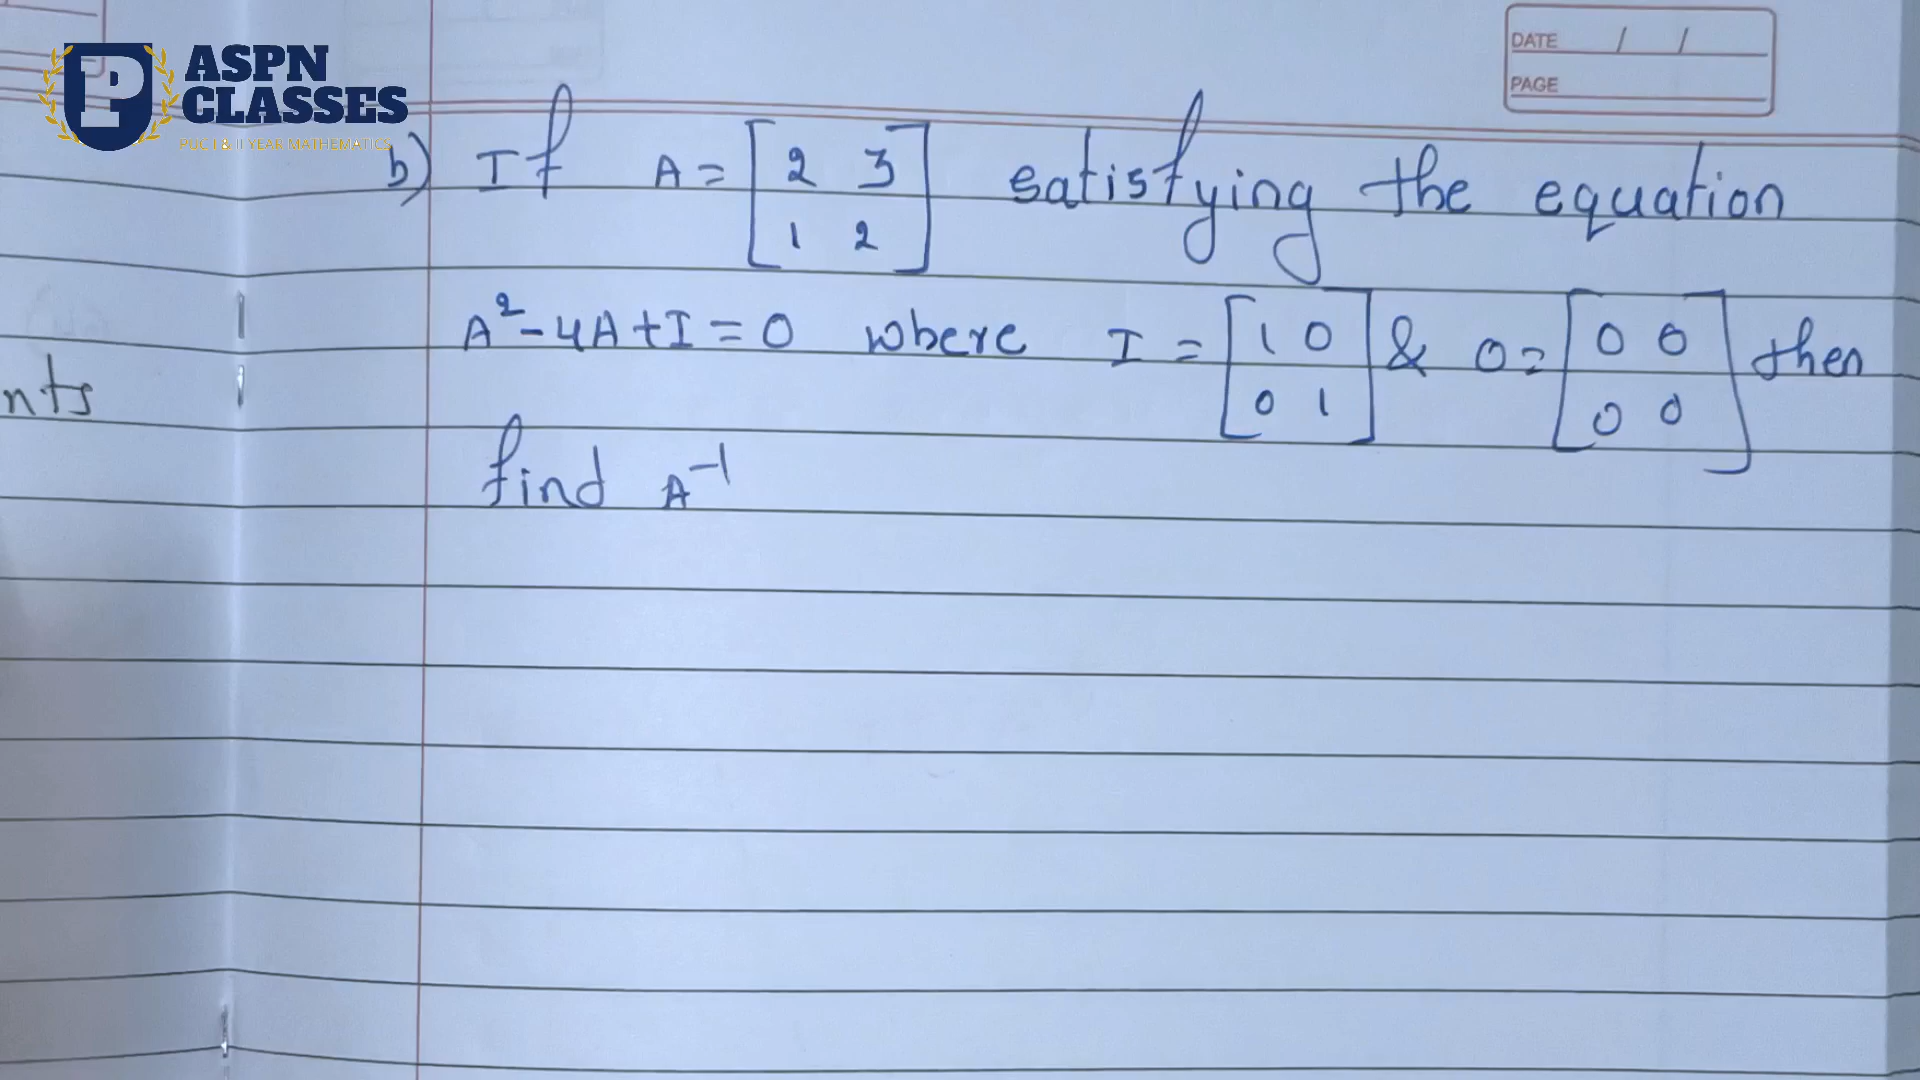 ASPN
CLASSES
PUC I & II YEAR MATHEMATICS
P
DATE / /
PAGE
b) If A = [2 3 satisfying the equation
1 2]
A² - 4A + I = 0 where I = [1 0 & 0 = [0 0 then
0 1] 0 0]
find A⁻¹
nts